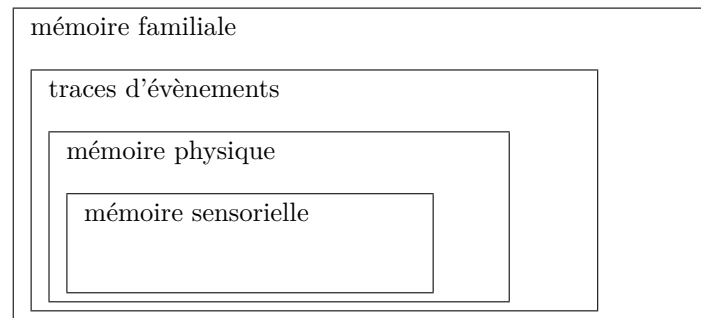 mémoire familiale
traces d'évènements
mémoire physique
mémoire sensorielle